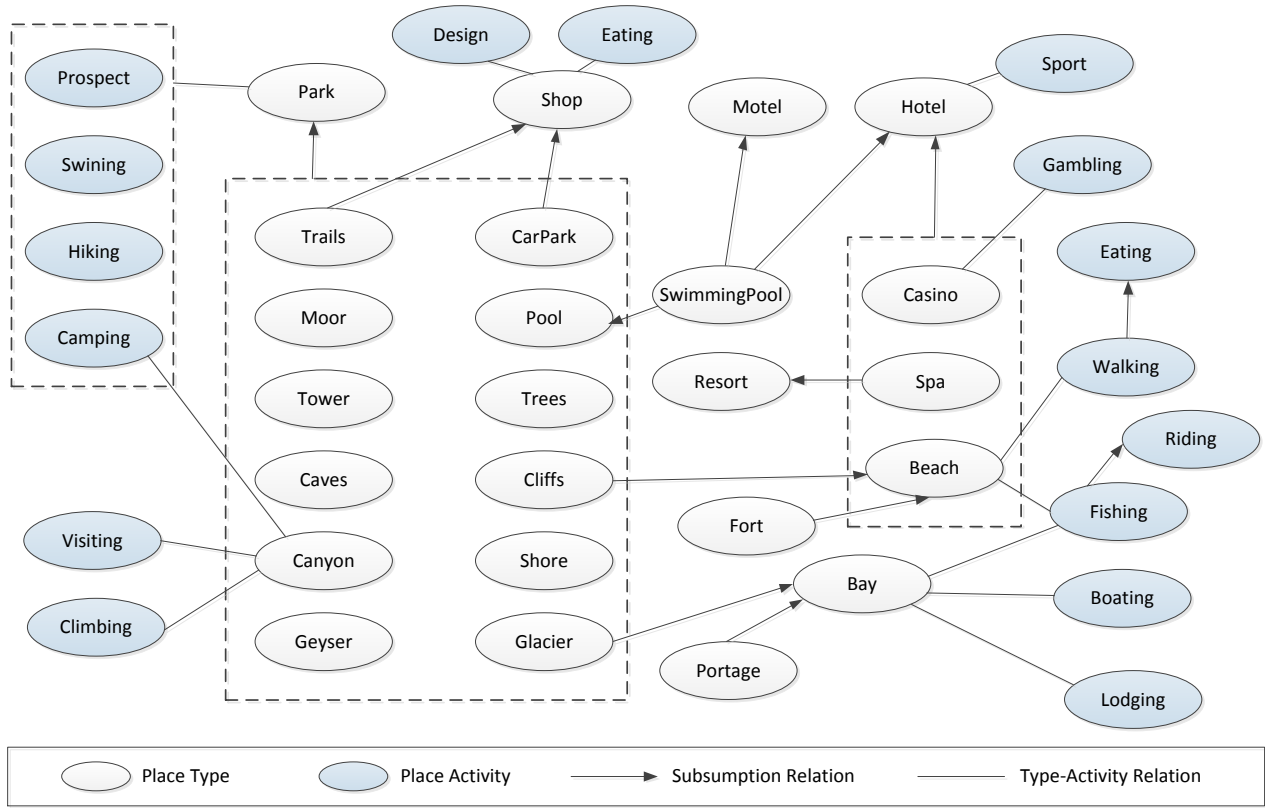 Design
Eating
Prospect
Park
Shop
Motel
Hotel
Sport
Swining
Gambling
Trails
CarPark
Hiking
Eating
SwimmingPool
Casino
Moor
Pool
Camping
Walking
Tower
Trees
Resort
Spa
Riding
Caves
Cliffs
Beach
Fort
Fishing
Visiting
Canyon
Shore
Bay
Boating
Climbing
Geyser
Glacier
Portage
Lodging
Place Type
Place Activity
Subsumption Relation
Type-Activity Relation